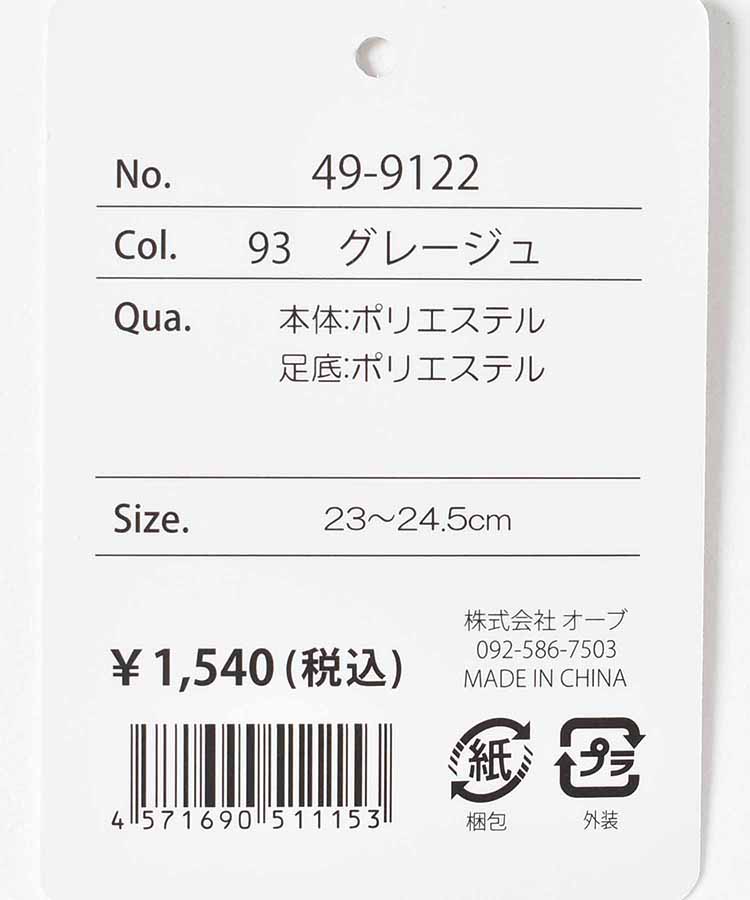 No. 49-9122
Col. 93 グレージュ
Qua. 本体:ポリエステル
足底:ポリエステル
Size. 23〜24.5cm
株式会社 オーブ
092-586-7503
MADE IN CHINA
¥1,540(税込)
4 571690 511153
紙
梱包
プラ
外装